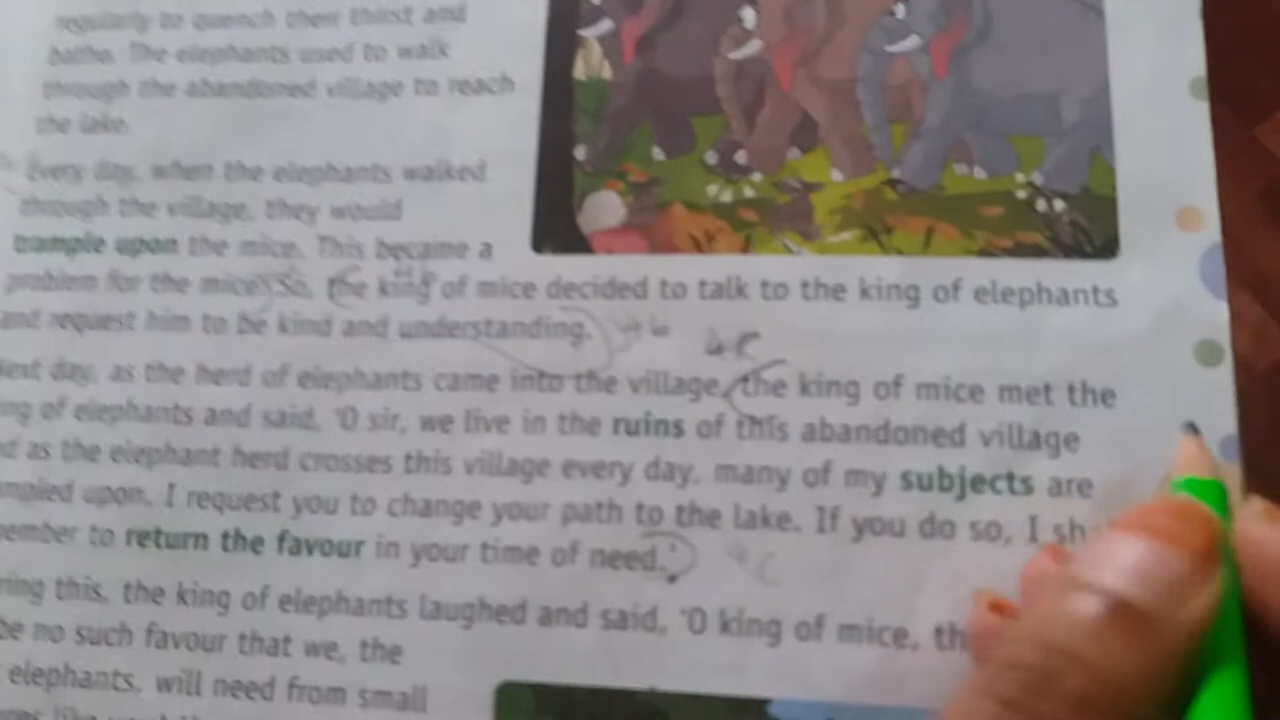 regularly to quench their thirst and
bathe. The elephants used to walk
through the abandoned village to reach
the lake.
Every day, when the elephants walked
through the village, they would
trample upon the mice. This became a
problem for the mice. So, the king of mice decided to talk to the king of elephants
and request him to be kind and understanding.
day, as the herd of elephants came into the village, the king of mice met the
of elephants and said, 'O sir, we live in the ruins of this abandoned village
as the elephant herd crosses this village every day, many of my subjects are
upon. I request you to change your path to the lake. If you do so, I sh
to return the favour in your time of need.'
this, the king of elephants laughed and said, 'O king of mice, th
be no such favour that we, the
elephants, will need from small